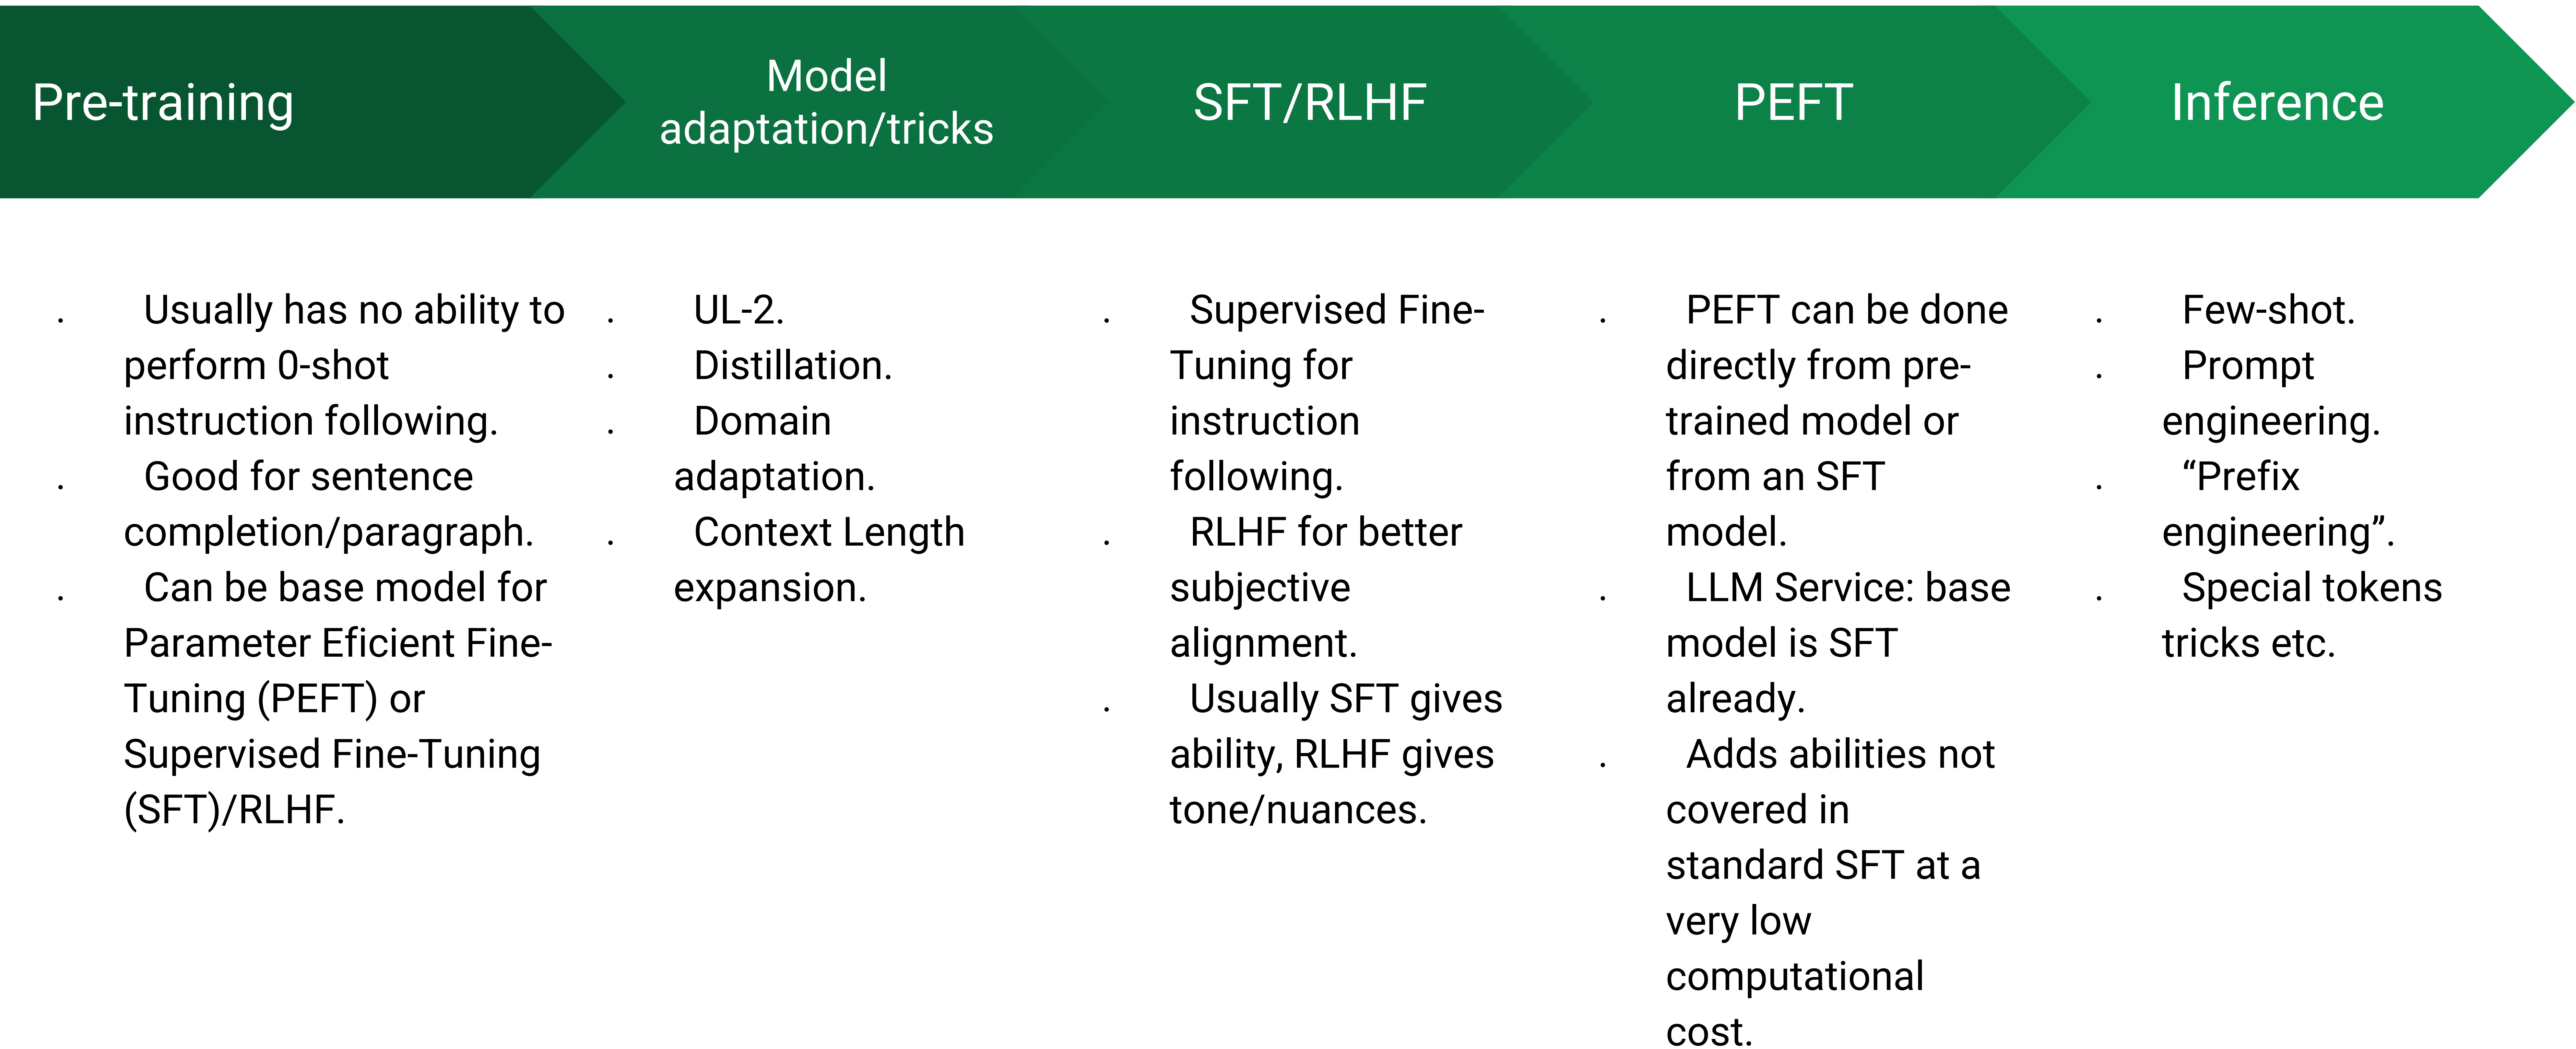 Pre-training
Model
adaptation/tricks
SFT/RLHF
PEFT
Inference
. Usually has no ability to
perform 0-shot
instruction following.
. Good for sentence
completion/paragraph.
. Can be base model for
Parameter Eficient Fine-
Tuning (PEFT) or
Supervised Fine-Tuning
(SFT)/RLHF.
. UL-2.
. Distillation.
. Domain
adaptation.
. Context Length
expansion.
. Supervised Fine-
Tuning for
instruction
following.
. RLHF for better
subjective
alignment.
. Usually SFT gives
ability, RLHF gives
tone/nuances.
. PEFT can be done
directly from pre-
trained model or
from an SFT
model.
. LLM Service: base
model is SFT
already.
. Adds abilities not
covered in
standard SFT at a
very low
computational
cost.
. Few-shot.
. Prompt
engineering.
. “Prefix
engineering”.
. Special tokens
tricks etc.